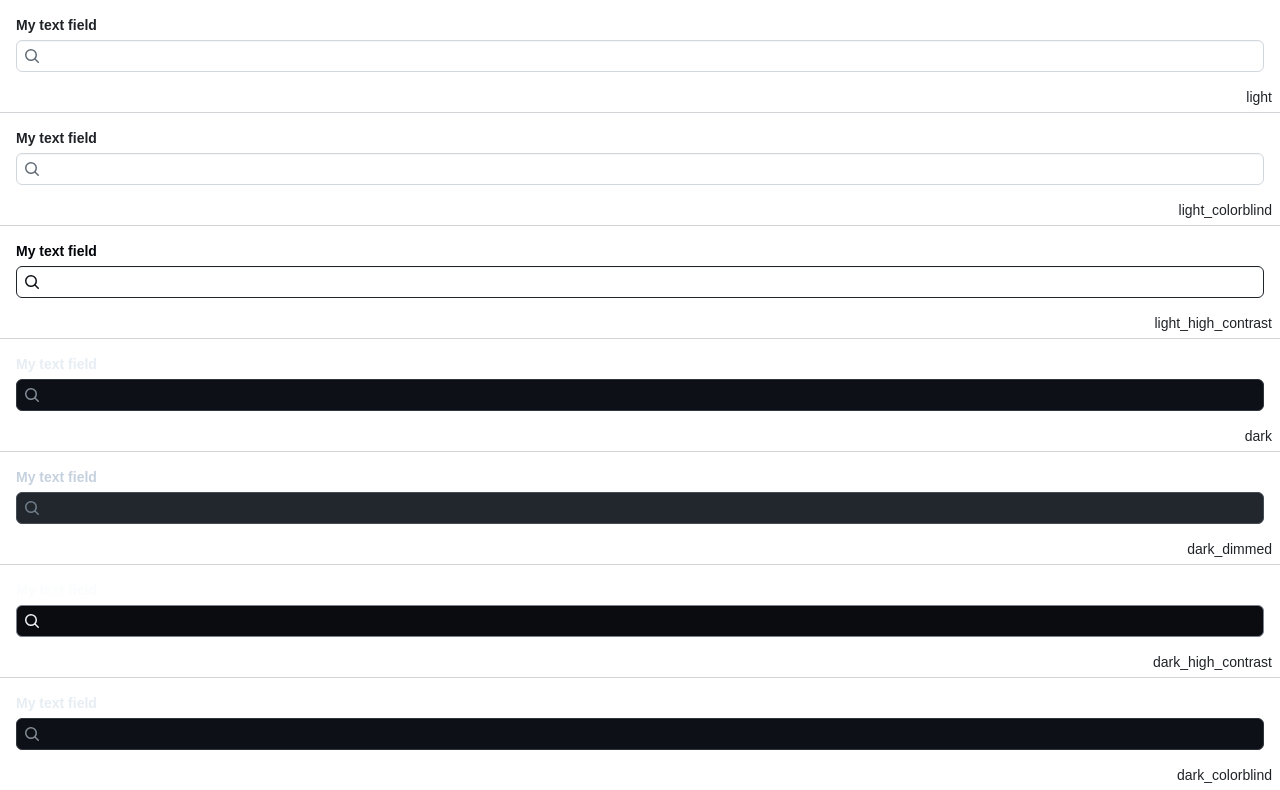 My text field
light
My text field
light_colorblind
My text field
light_high_contrast
My text field
dark
My text field
dark_dimmed
My text field
dark_high_contrast
My text field
dark_colorblind